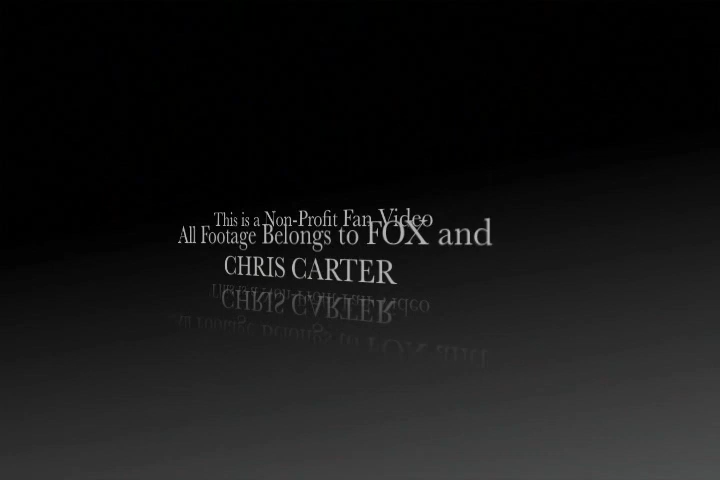 This is a Non-Profit Fan Video
All Footage Belongs to FOX and
CHRIS CARTER